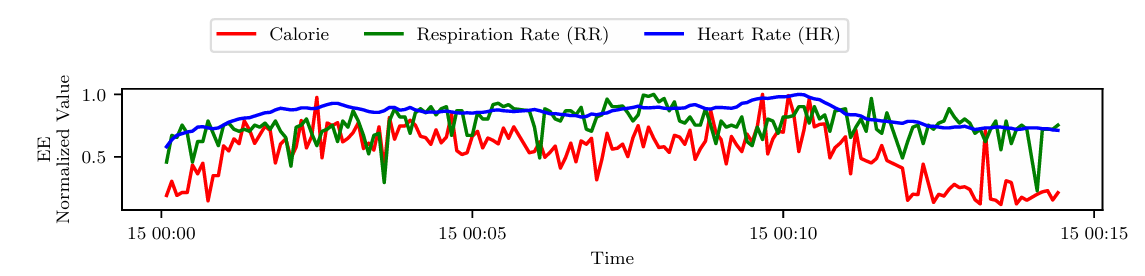 Calorie Respiration Rate (RR) Heart Rate (HR)
EE
Normalized Value
1.0
0.5
15 00:00 15 00:05 15 00:10 15 00:15
Time